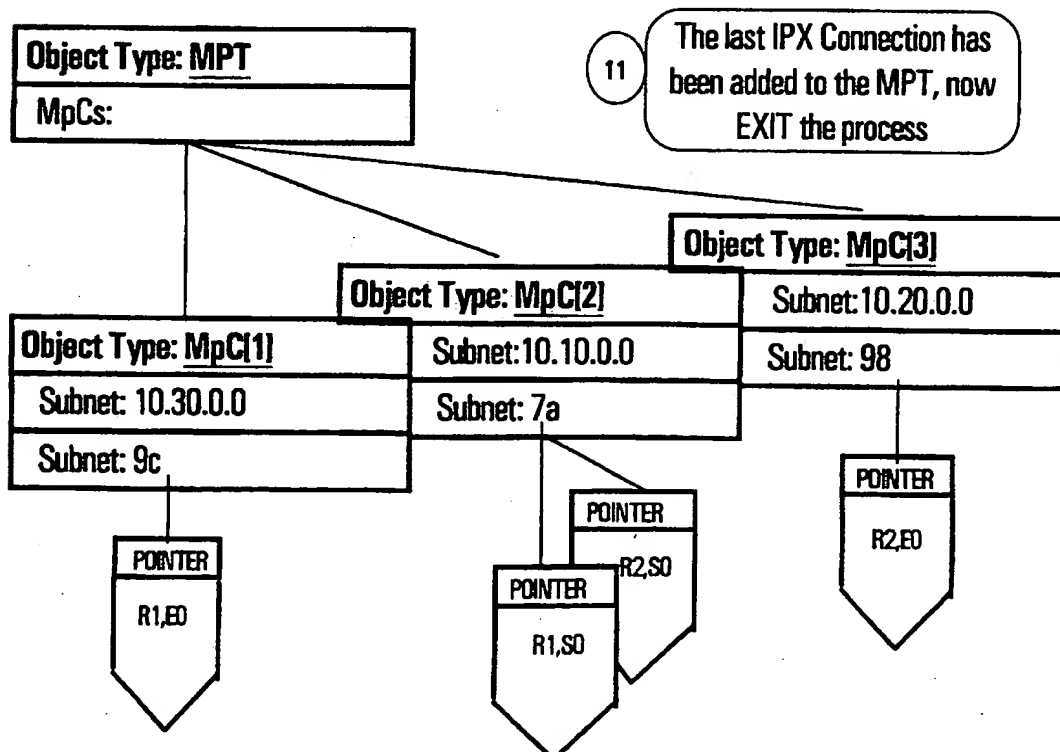 Object Type: MPT
MpCs:
11
The last IPX Connection has
been added to the MPT, now
EXIT the process
Object Type: MpC[3]
Subnet:10.20.0.0
Subnet: 98
Object Type: MpC[2]
Subnet:10.10.0.0
Subnet: 7a
Object Type: MpC[1]
Subnet: 10.30.0.0
Subnet: 9c
POINTER
R1,E0
POINTER
R1,S0
POINTER
R2,S0
POINTER
R2,E0